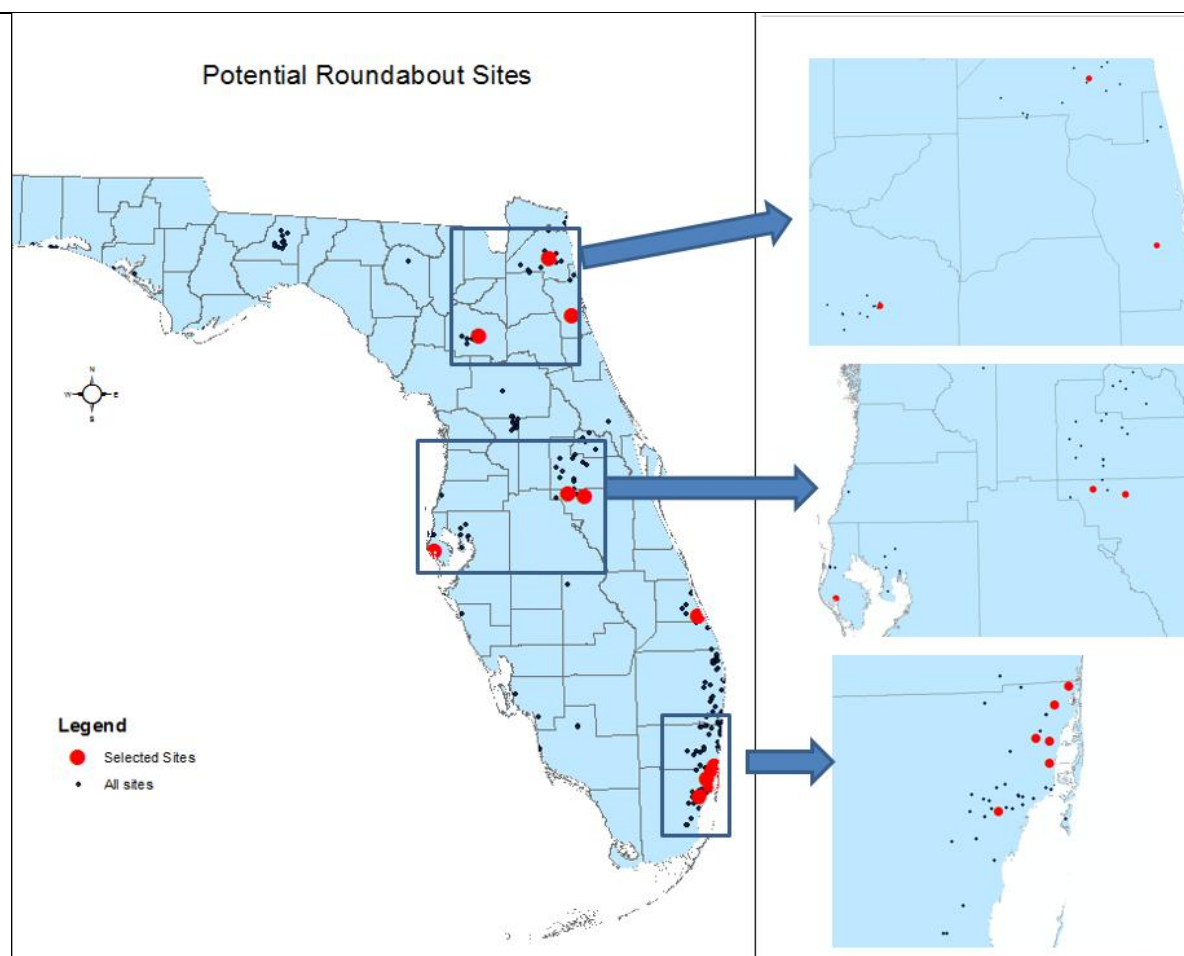 Potential Roundabout Sites
N
W E
S
Legend
Selected Sites
All sites